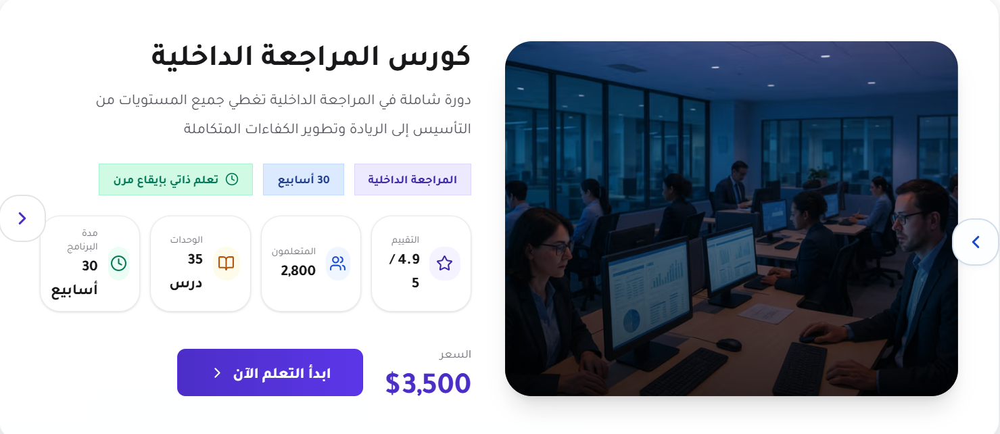 كورس المراجعة الداخلية
دورة شاملة في المراجعة الداخلية تغطي جميع المستويات من
التأسيس إلى الريادة وتطوير الكفاءات المتكاملة
المراجعة الداخلية
30 أسابيع
تعلم ذاتي بإيقاع مرن
التقييم
4.9 /
5
المتعلمون
2,800
الوحدات
35
درس
مدة
البرنامج
30
أسابيع
السعر
$3,500
ابدأ التعلم الآن